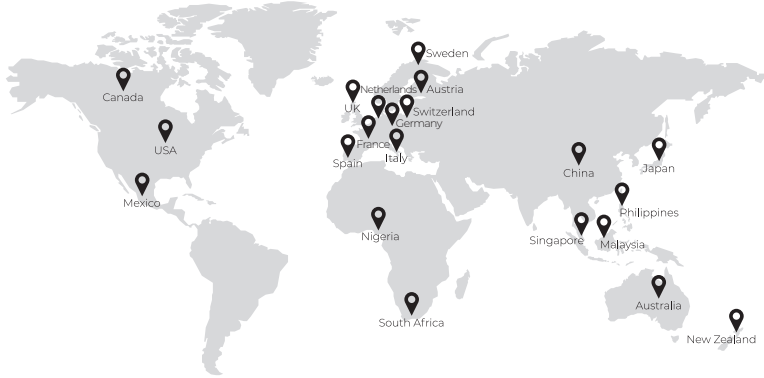 Sweden
Netherlands
Austria
Canada
UK
Switzerland
Germany
USA
France
Italy
Spain
China
Japan
Mexico
Philippines
Nigeria
Singapore
Malaysia
Australia
South Africa
New Zealand